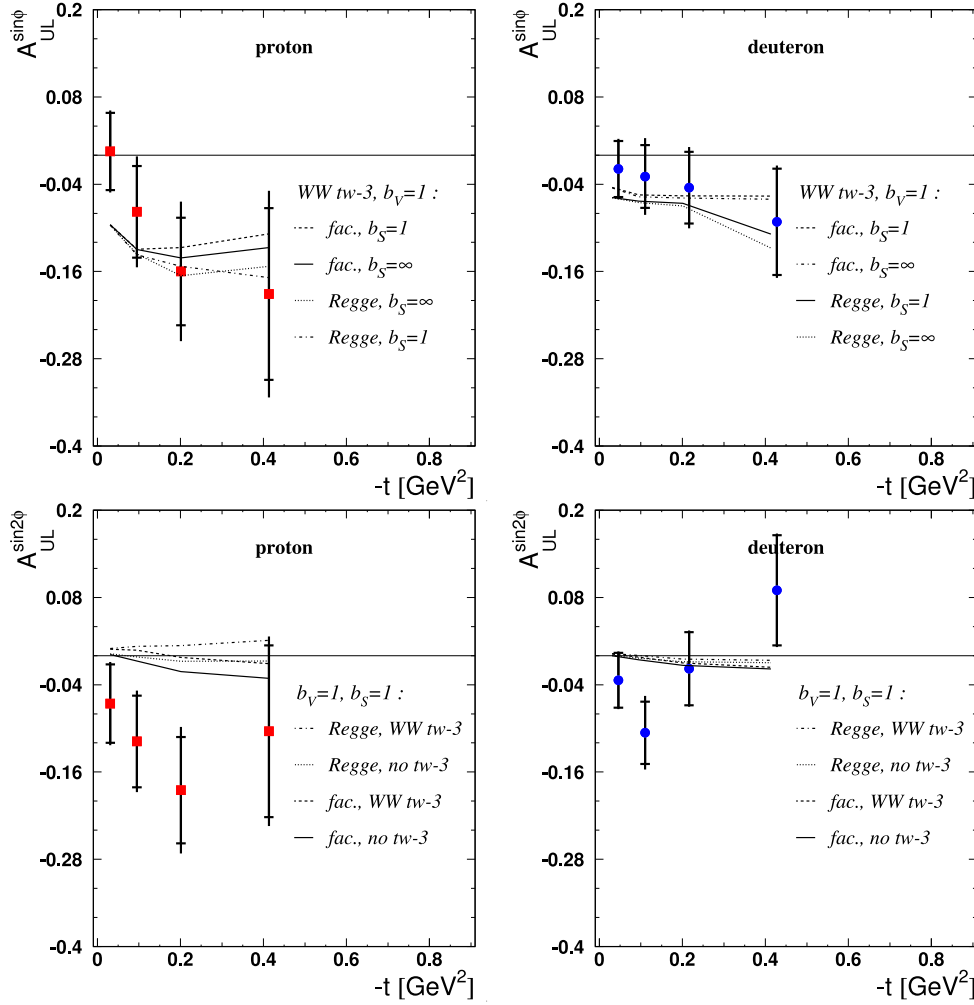 A_UL^sinϕ
proton
0.2
0.08
-0.04
-0.16
-0.28
-0.4
WW tw-3, b_V=1 :
fac., b_S=1
fac., b_S=∞
Regge, b_S=∞
Regge, b_S=1
0 0.2 0.4 0.6 0.8
-t [GeV²]
A_UL^sinϕ
deuteron
0.2
0.08
-0.04
-0.16
-0.28
-0.4
WW tw-3, b_V=1 :
fac., b_S=1
fac., b_S=∞
Regge, b_S=1
Regge, b_S=∞
0 0.2 0.4 0.6 0.8
-t [GeV²]
A_UL^sin2ϕ
proton
0.2
0.08
-0.04
-0.16
-0.28
-0.4
b_V=1, b_S=1 :
Regge, WW tw-3
Regge, no tw-3
fac., WW tw-3
fac., no tw-3
0 0.2 0.4 0.6 0.8
-t [GeV²]
A_UL^sin2ϕ
deuteron
0.2
0.08
-0.04
-0.16
-0.28
-0.4
b_V=1, b_S=1 :
Regge, WW tw-3
Regge, no tw-3
fac., WW tw-3
fac., no tw-3
0 0.2 0.4 0.6 0.8
-t [GeV²]